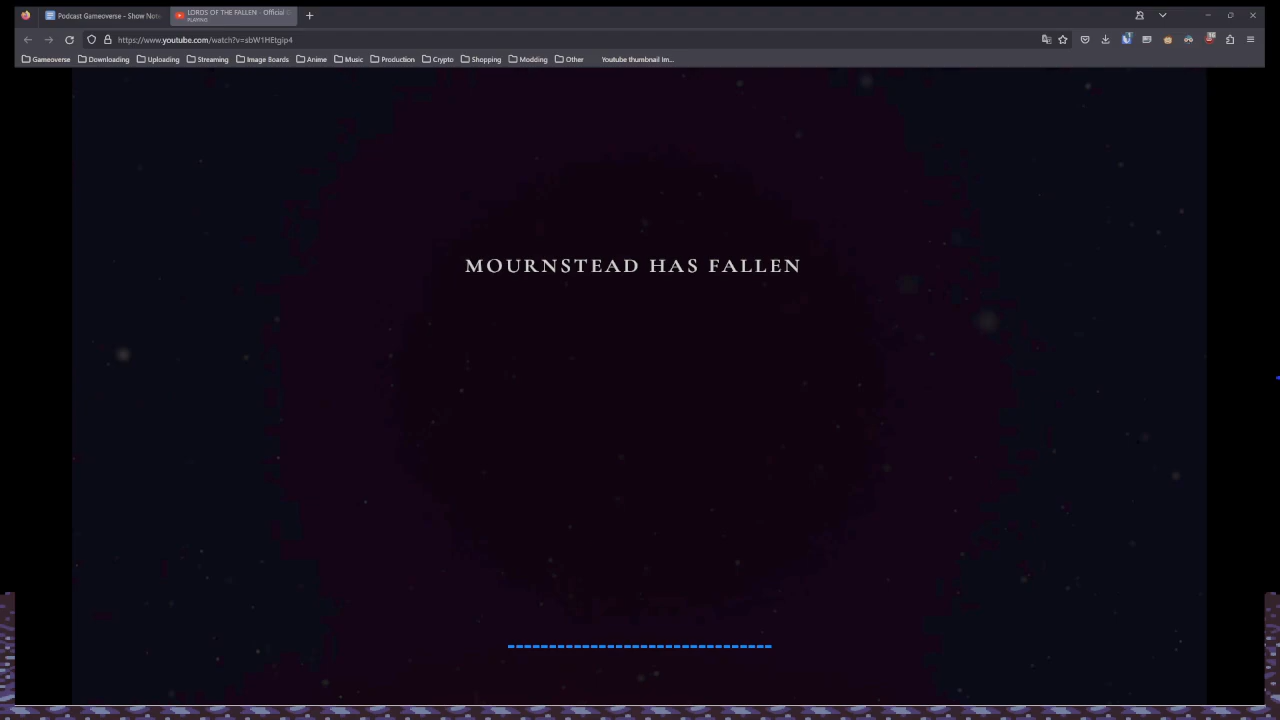 Podcast Gameoverse – Show Not
LORDS OF THE FALLEN - Official
PLAYING
https://www.youtube.com/watch?v=sbW1HEtgip4
Gameoverse Downloading Uploading Streaming Image Boards Anime Music Production Crypto Shopping Modding Other Youtube thumbnail im...
MOURNSTEAD HAS FALLEN